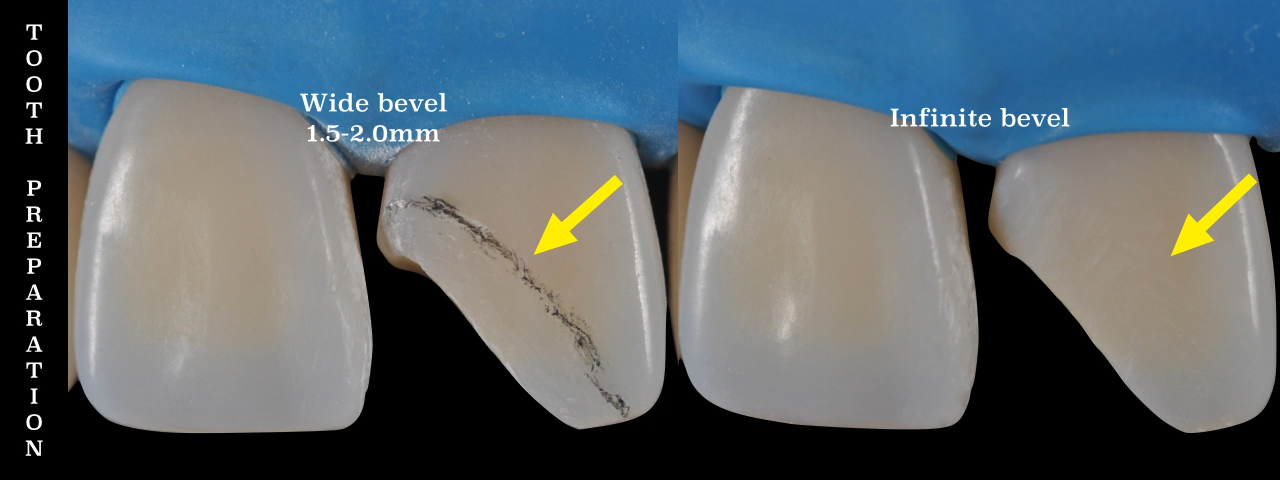 TOOTH PREPARATION
Wide bevel
1.5-2.0mm
Infinite bevel